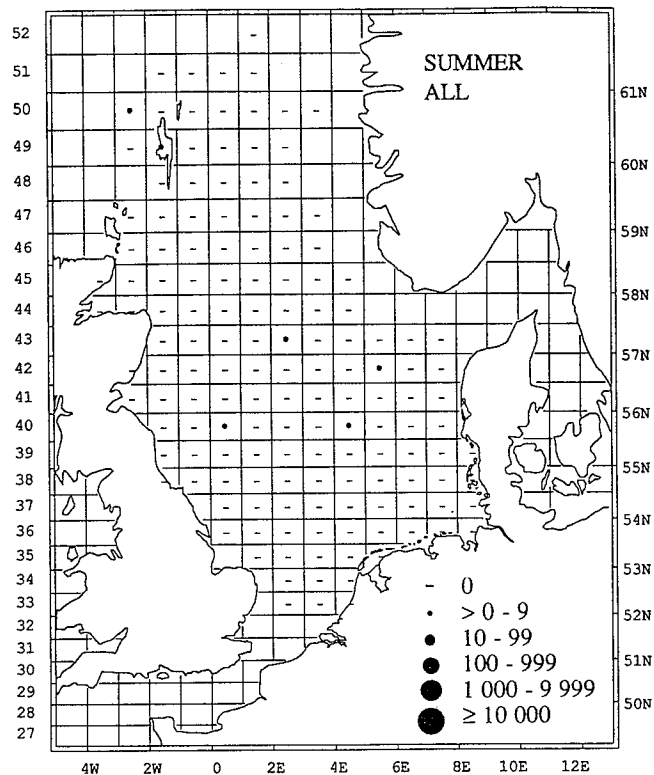 SUMMER
ALL
52
51
50
49
48
47
46
45
44
43
42
41
40
39
38
37
36
35
34
33
32
31
30
29
28
27
61N
60N
59N
58N
57N
56N
55N
54N
53N
52N
51N
50N
- 0
• > 0 - 9
● 10 - 99
● 100 - 999
● 1 000 - 9 999
● ≥ 10 000
4W 2W 0 2E 4E 6E 8E 10E 12E